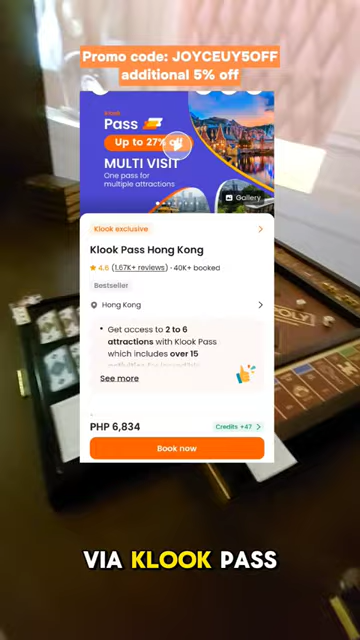 Promo code: JOYCEUY5OFF
additional 5% off
klook
Pass
Up to 27% off
MULTI VISIT
One pass for
multiple attractions
Gallery
Klook exclusive
Klook Pass Hong Kong
4.6 (1.67K+ reviews) · 40K+ booked
Bestseller
Hong Kong
• Get access to 2 to 6
attractions with Klook Pass
which includes over 15
See more
PHP 6,834
Credits +47
Book now
MONOPOLY
VIA KLOOK PASS